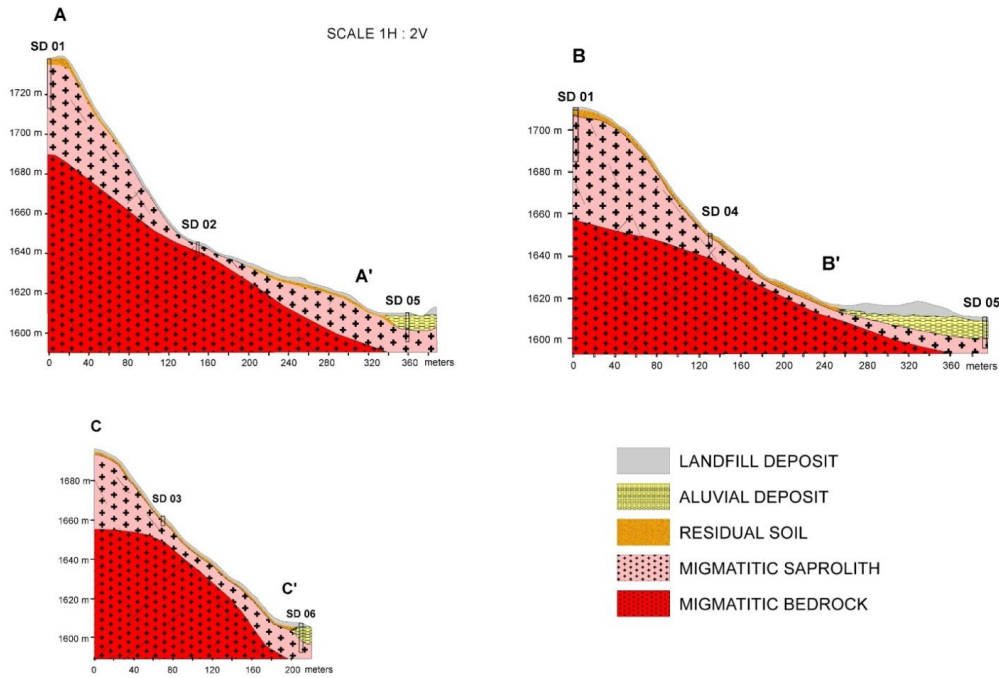 A
SCALE 1H : 2V
SD 01
1720 m
1700 m
1680 m
1660 m
1640 m
1620 m
1600 m
SD 02
A'
SD 05
0 40 80 120 160 200 240 280 320 360 meters
B
SD 01
1700 m
1680 m
1660 m
1640 m
1620 m
1600 m
SD 04
B'
SD 05
0 40 80 120 160 200 240 280 320 360 meters
C
1680 m
1660 m
1640 m
1620 m
1600 m
SD 03
C'
SD 06
0 40 80 120 160 200 meters
LANDFILL DEPOSIT
ALUVIAL DEPOSIT
RESIDUAL SOIL
MIGMATITIC SAPROLITH
MIGMATITIC BEDROCK